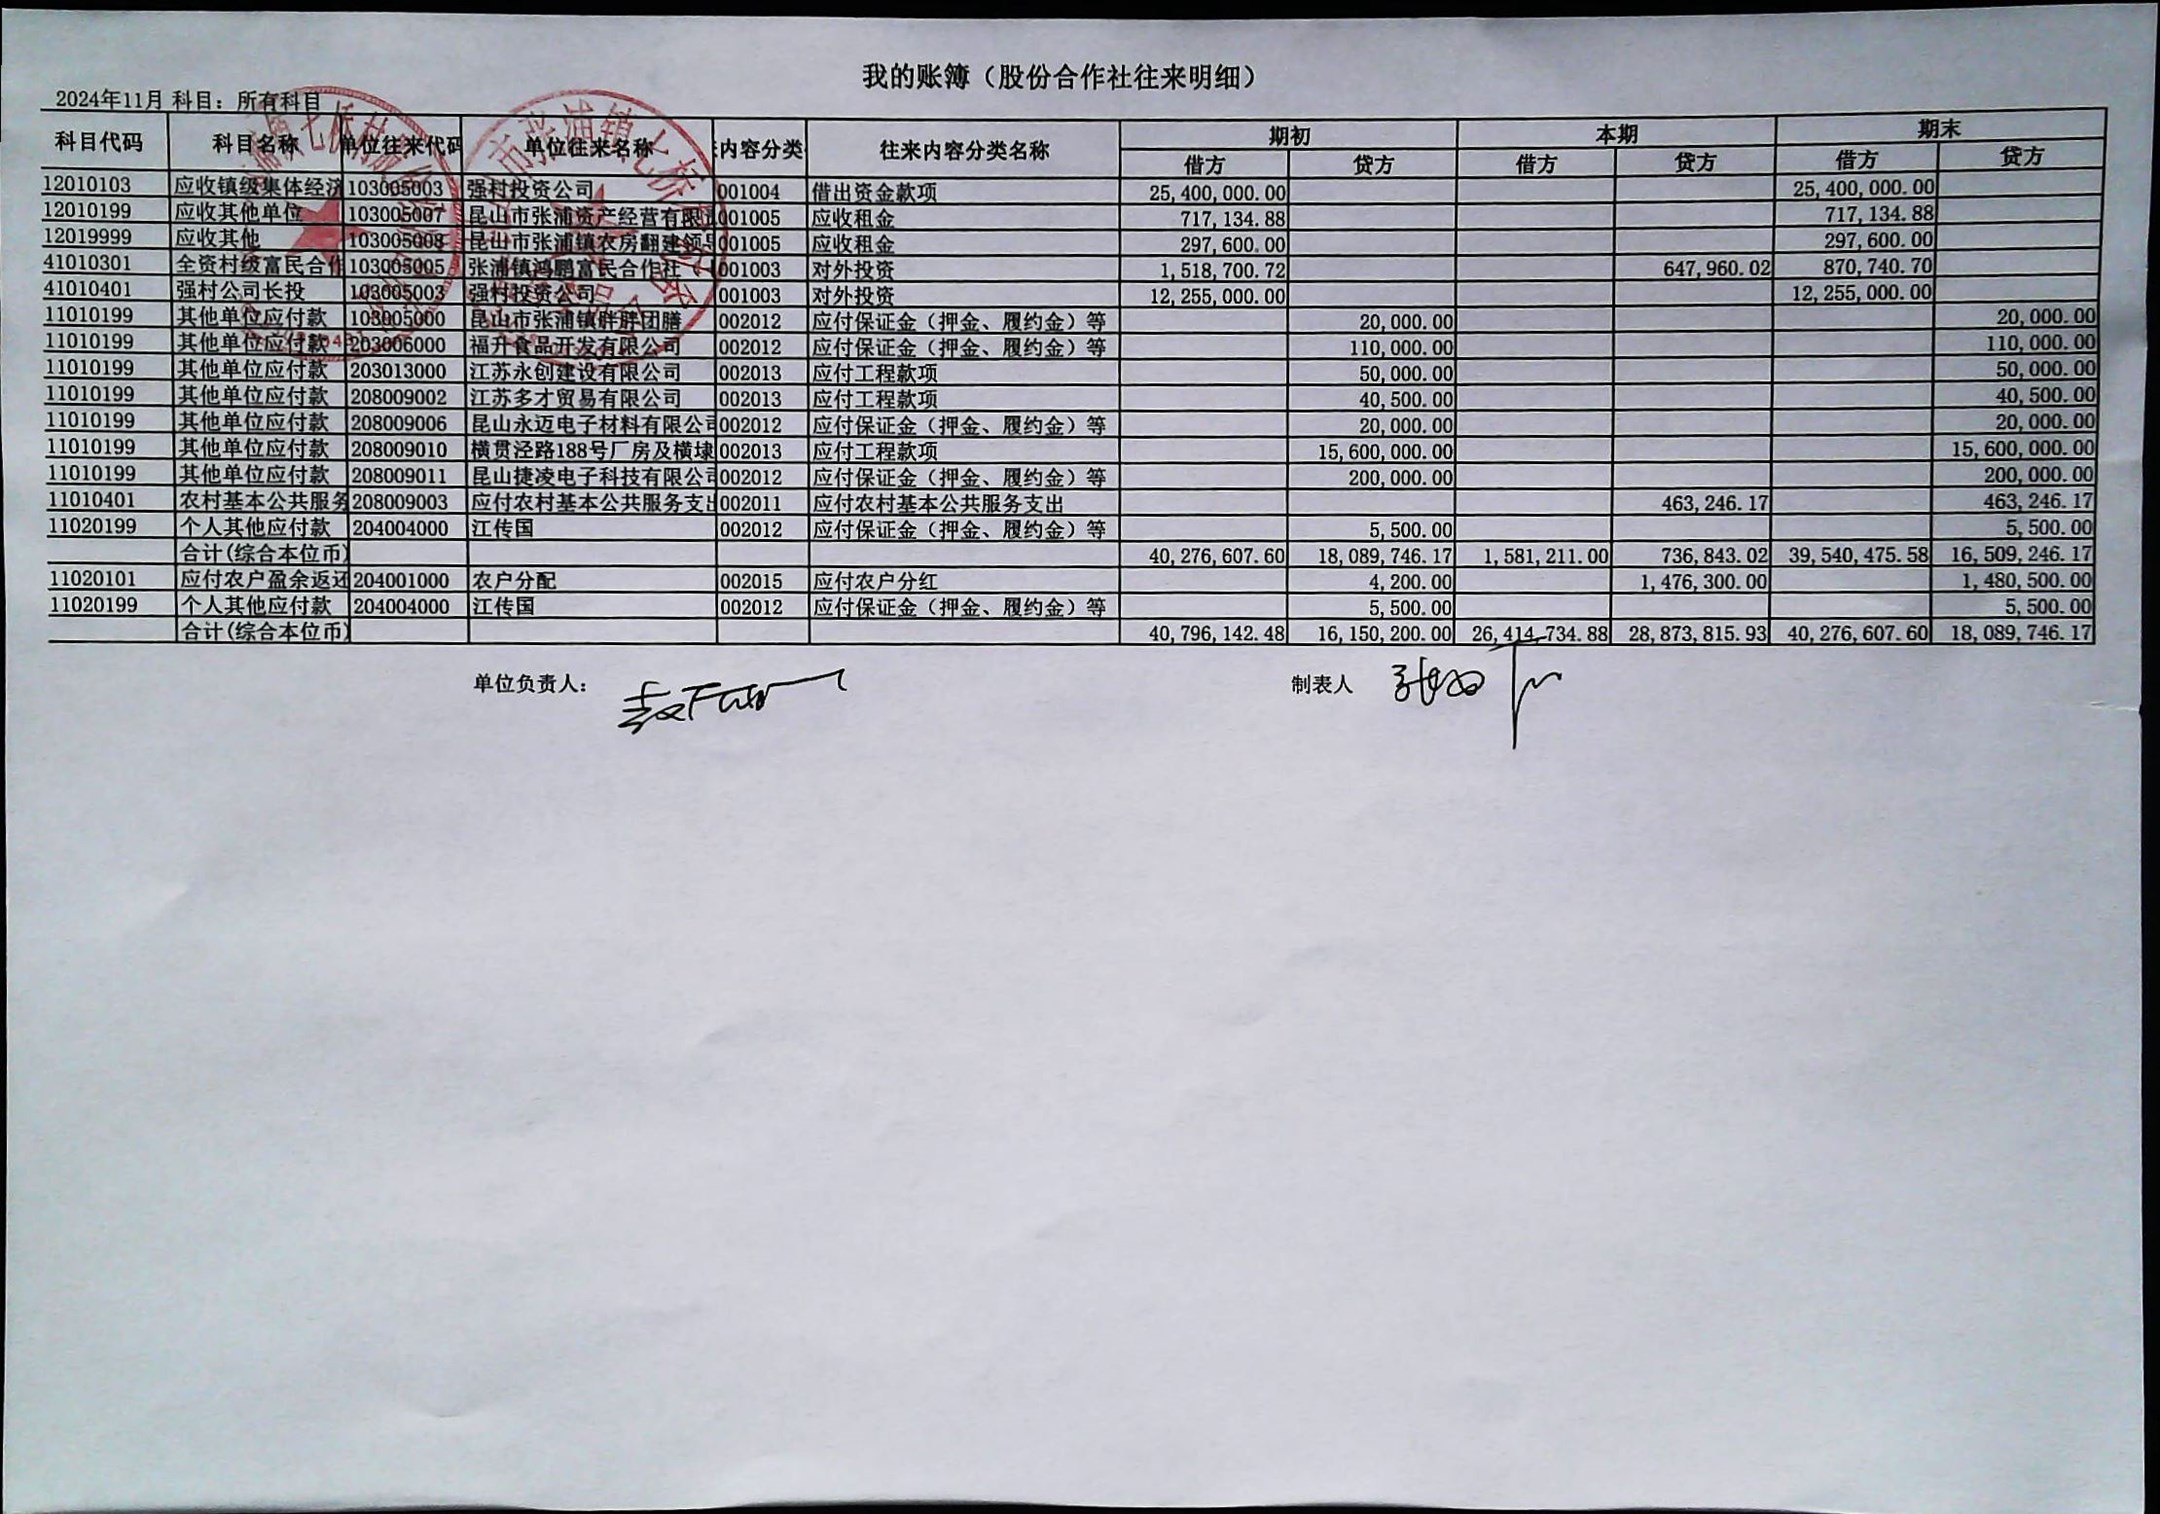 我的账簿（股份合作社往来明细）
2024年11月 科目：所有科目
科目代码 科目名称 单位往来代码 单位往来名称 内容分类 往来内容分类名称 期初 本期 期末
借方 贷方 借方 贷方 借方 贷方
12010103 应收镇级集体经济 103005003 强村投资公司 001004 借出资金款项 25,400,000.00 25,400,000.00
12010199 应收其他单位 103005007 昆山市张浦资产经营有限 001005 应收租金 717,134.88 717,134.88
12019999 应收其他 103005008 昆山市张浦镇农房翻建领 001005 应收租金 297,600.00 297,600.00
41010301 全资村级富民合作 103005005 张浦镇鸿鹏富民合作社 001003 对外投资 1,518,700.72 647,960.02 870,740.70
41010401 强村公司长投 103005003 强村投资公司 001003 对外投资 12,255,000.00 12,255,000.00
11010199 其他单位应付款 103005000 昆山市张浦镇胖胖团膳 002012 应付保证金（押金、履约金）等 20,000.00 20,000.00
11010199 其他单位应付款 203006000 福升食品开发有限公司 002012 应付保证金（押金、履约金）等 110,000.00 110,000.00
11010199 其他单位应付款 203013000 江苏永创建设有限公司 002013 应付工程款项 50,000.00 50,000.00
11010199 其他单位应付款 208009002 江苏多才贸易有限公司 002013 应付工程款项 40,500.00 40,500.00
11010199 其他单位应付款 208009006 昆山永迈电子材料有限公司 002012 应付保证金（押金、履约金）等 20,000.00 20,000.00
11010199 其他单位应付款 208009010 横贯泾路188号厂房及横埭 002013 应付工程款项 15,600,000.00 15,600,000.00
11010199 其他单位应付款 208009011 昆山捷凌电子科技有限公司 002012 应付保证金（押金、履约金）等 200,000.00 200,000.00
11010401 农村基本公共服务 208009003 应付农村基本公共服务支出 002011 应付农村基本公共服务支出 463,246.17 463,246.17
11020199 个人其他应付款 204004000 江传国 002012 应付保证金（押金、履约金）等 5,500.00 5,500.00
合计(综合本位币) 40,276,607.60 18,089,746.17 1,581,211.00 736,843.02 39,540,475.58 16,509,246.17
11020101 应付农户盈余返还 204001000 农户分配 002015 应付农户分红 4,200.00 1,476,300.00 1,480,500.00
11020199 个人其他应付款 204004000 江传国 002012 应付保证金（押金、履约金）等 5,500.00 5,500.00
合计(综合本位币) 40,796,142.48 16,150,200.00 26,414,734.88 28,873,815.93 40,276,607.60 18,089,746.17
单位负责人： 制表人